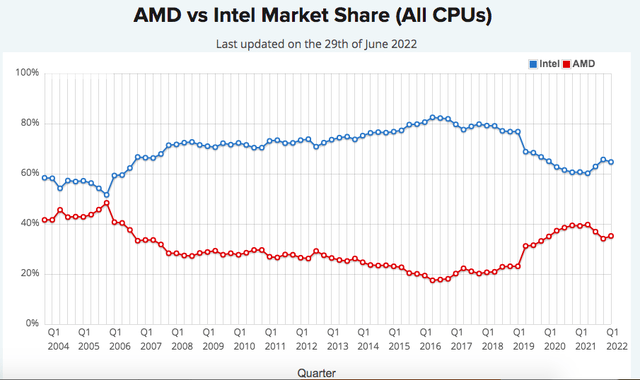 AMD vs Intel Market Share (All CPUs)
Last updated on the 29th of June 2022
Intel AMD
100%
80%
60%
40%
20%
0%
Q1 Q1 Q1 Q1 Q1 Q1 Q1 Q1 Q1 Q1 Q1 Q1 Q1 Q1 Q1 Q1 Q1 Q1 Q1
2004 2005 2006 2007 2008 2009 2010 2011 2012 2013 2014 2015 2016 2017 2018 2019 2020 2021 2022
Quarter